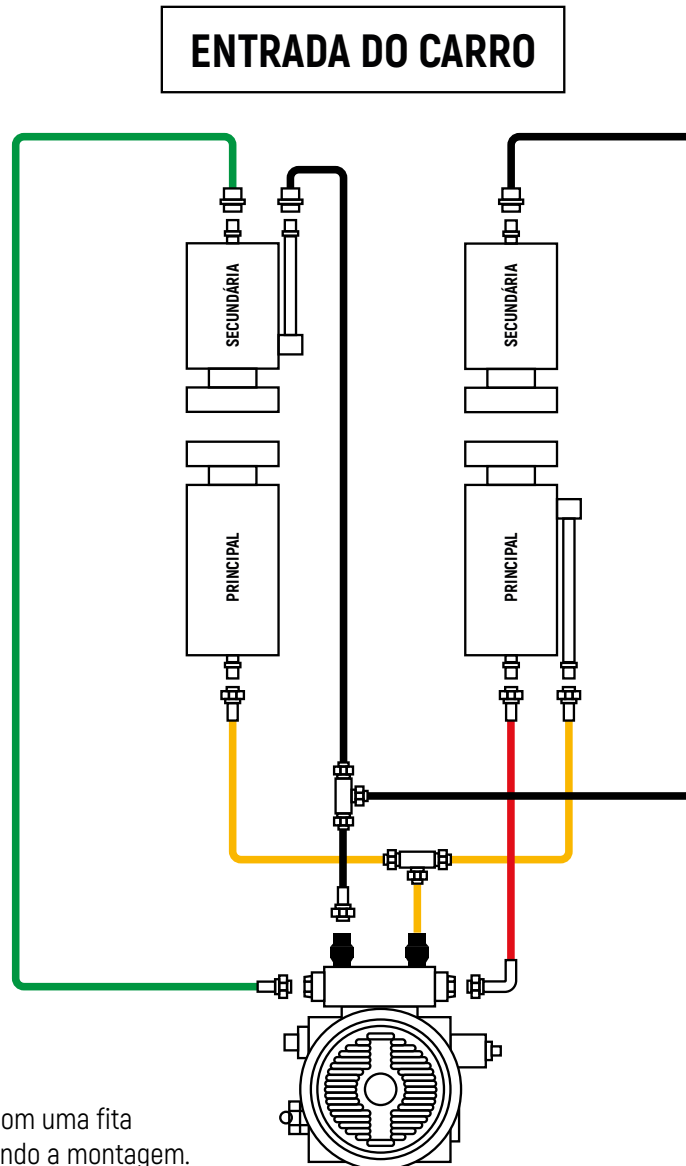 ENTRADA DO CARRO
SECUNDÁRIA
SECUNDÁRIA
PRINCIPAL
PRINCIPAL
om uma fita
ndo a montagem.